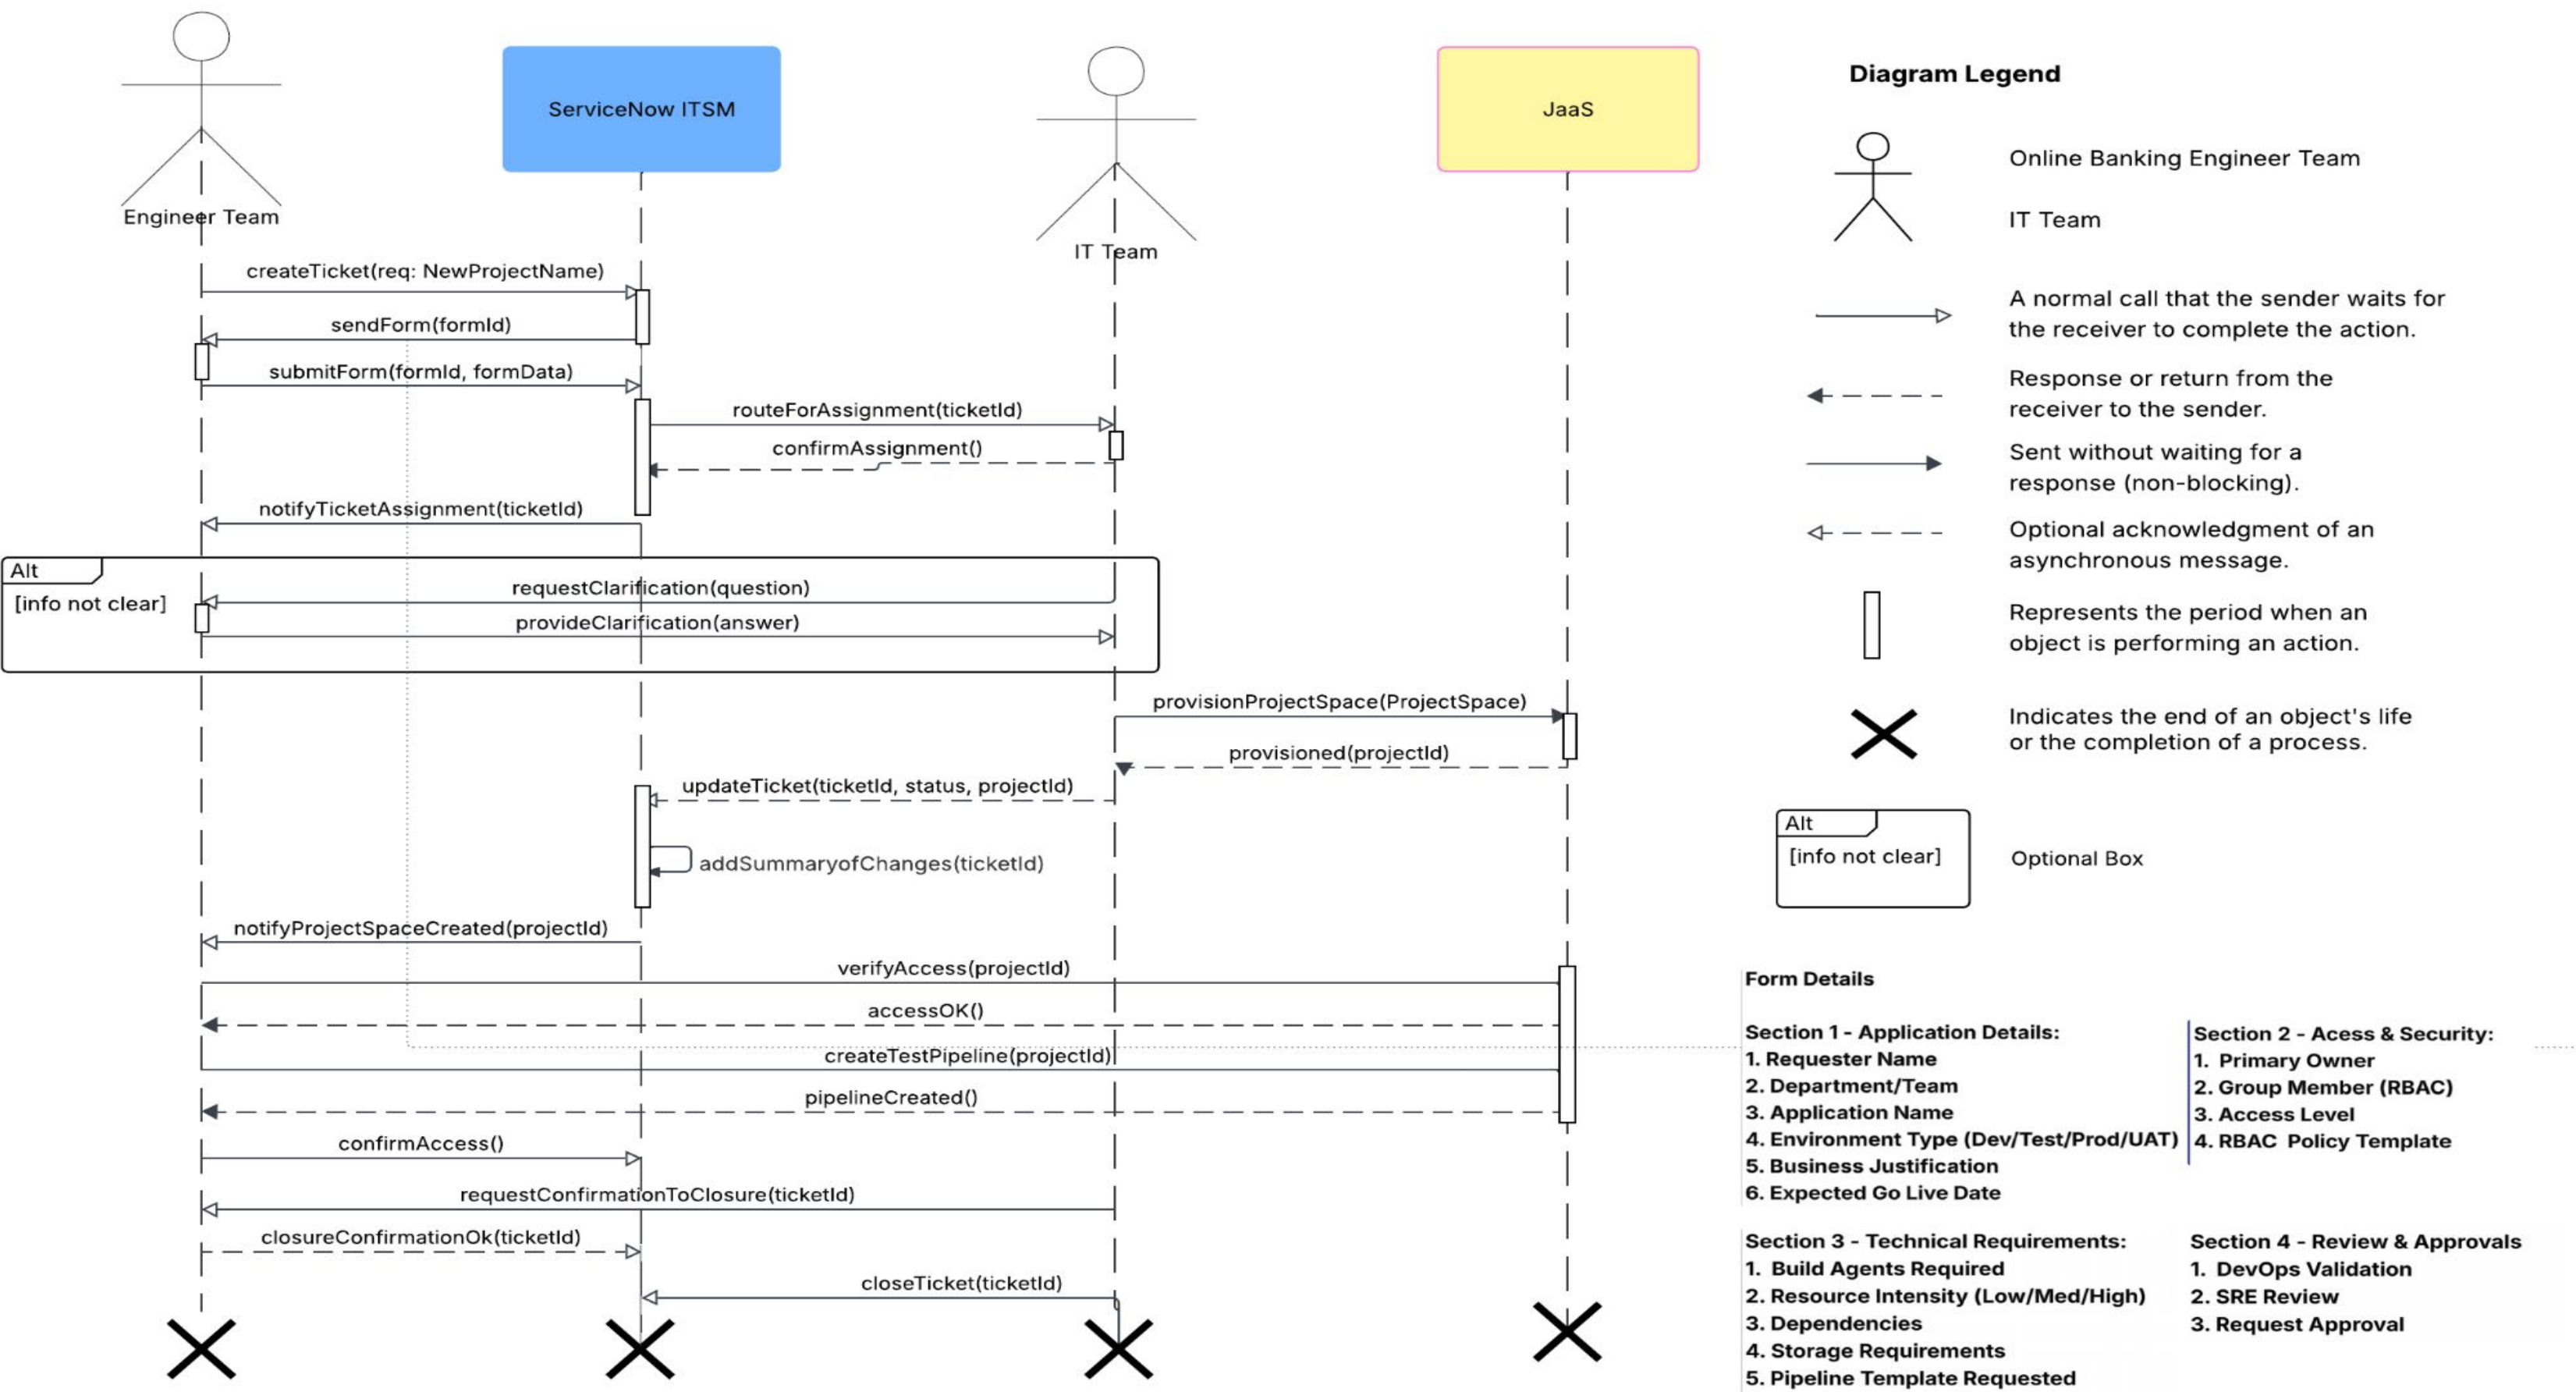 Engineer Team
ServiceNow ITSM
IT Team
JaaS
createTicket(req: NewProjectName)
sendForm(formId)
submitForm(formId, formData)
routeForAssignment(ticketId)
confirmAssignment()
notifyTicketAssignment(ticketId)
Alt
[info not clear]
requestClarification(question)
provideClarification(answer)
provisionProjectSpace(ProjectSpace)
provisioned(projectId)
updateTicket(ticketId, status, projectId)
addSummaryofChanges(ticketId)
notifyProjectSpaceCreated(projectId)
verifyAccess(projectId)
accessOK()
createTestPipeline(projectId)
pipelineCreated()
confirmAccess()
requestConfirmationToClosure(ticketId)
closureConfirmationOk(ticketId)
closeTicket(ticketId)
Diagram Legend
Online Banking Engineer Team
IT Team
A normal call that the sender waits for
the receiver to complete the action.
Response or return from the
receiver to the sender.
Sent without waiting for a
response (non-blocking).
Optional acknowledgment of an
asynchronous message.
Represents the period when an
object is performing an action.
Indicates the end of an object's life
or the completion of a process.
Alt
[info not clear]
Optional Box
Form Details
Section 1 - Application Details:
1. Requester Name
2. Department/Team
3. Application Name
4. Environment Type (Dev/Test/Prod/UAT)
5. Business Justification
6. Expected Go Live Date
Section 2 - Acess & Security:
1. Primary Owner
2. Group Member (RBAC)
3. Access Level
4. RBAC Policy Template
Section 3 - Technical Requirements:
1. Build Agents Required
2. Resource Intensity (Low/Med/High)
3. Dependencies
4. Storage Requirements
5. Pipeline Template Requested
Section 4 - Review & Approvals
1. DevOps Validation
2. SRE Review
3. Request Approval